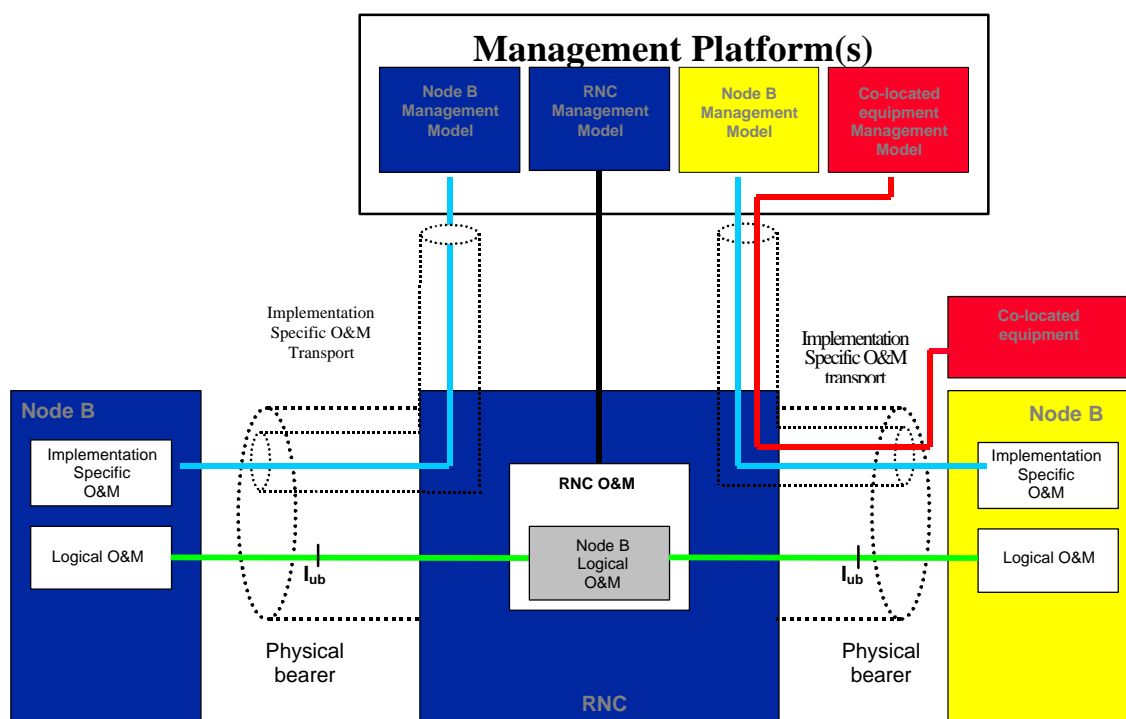 Management Platform(s)
Node B
Management
Model
RNC
Management
Model
Node B
Management
Model
Co-located
equipment
Management
Model
Implementation
Specific O&M
Transport
Implementation
Specific O&M
transport
Co-located
equipment
Node B
Implementation
Specific
O&M
Logical O&M
Iub
Physical
bearer
RNC O&M
Node B
Logical
O&M
RNC
Iub
Physical
bearer
Node B
Implementation
Specific
O&M
Logical O&M